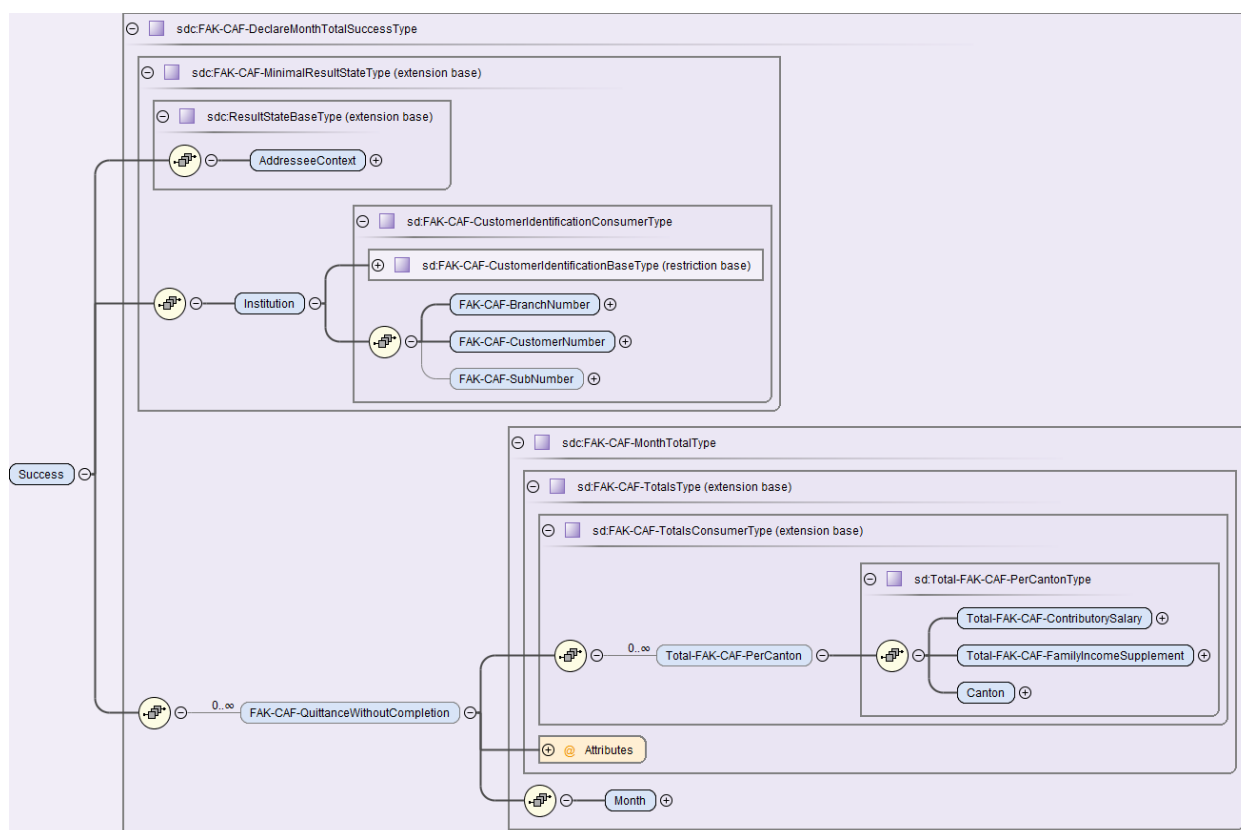 sdc:FAK-CAF-DeclareMonthTotalSuccessType
sdc:FAK-CAF-MinimalResultStateType (extension base)
sdc:ResultStateBaseType (extension base)
AddresseeContext
sd:FAK-CAF-CustomerIdentificationConsumerType
sd:FAK-CAF-CustomerIdentificationBaseType (restriction base)
Institution
FAK-CAF-BranchNumber
FAK-CAF-CustomerNumber
FAK-CAF-SubNumber
Success
sdc:FAK-CAF-MonthTotalType
sd:FAK-CAF-TotalsType (extension base)
sd:FAK-CAF-TotalsConsumerType (extension base)
sd:Total-FAK-CAF-PerCantonType
Total-FAK-CAF-ContributorySalary
0..∞ Total-FAK-CAF-PerCanton
Total-FAK-CAF-FamilyIncomeSupplement
Canton
0..∞ FAK-CAF-QuittanceWithoutCompletion
@ Attributes
Month